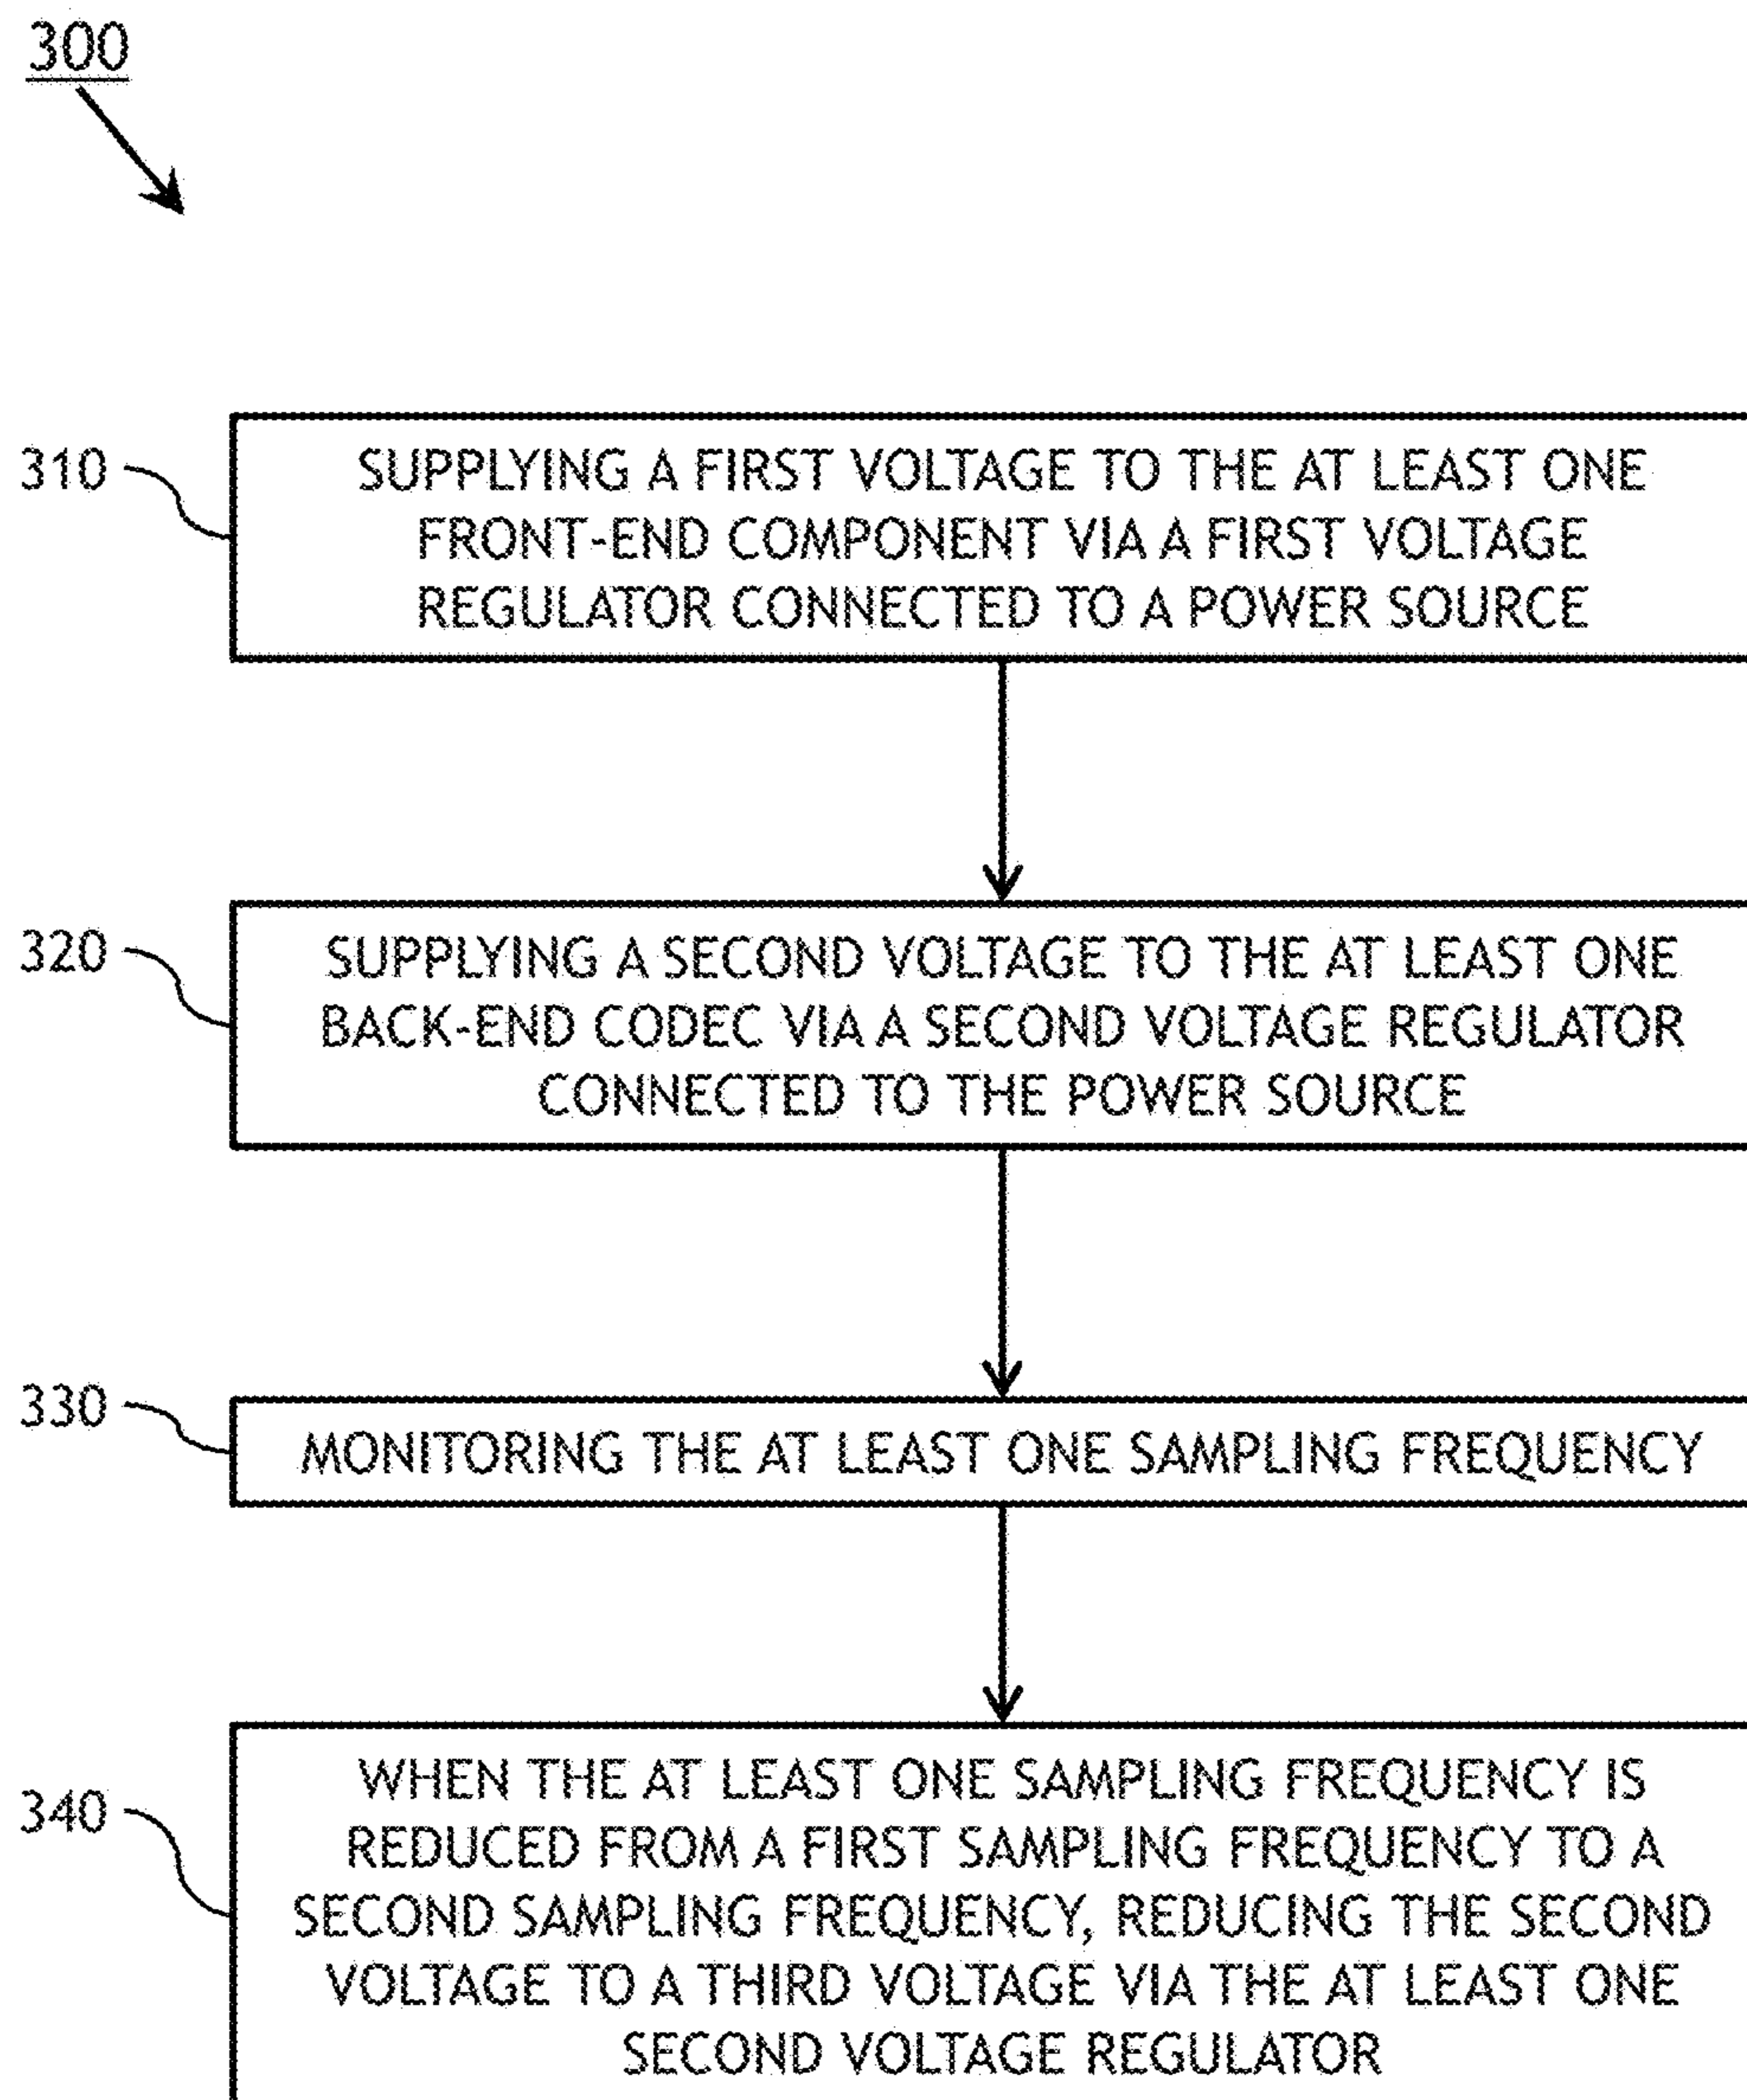 300
310
SUPPLYING A FIRST VOLTAGE TO THE AT LEAST ONE
FRONT-END COMPONENT VIA A FIRST VOLTAGE
REGULATOR CONNECTED TO A POWER SOURCE
320
SUPPLYING A SECOND VOLTAGE TO THE AT LEAST ONE
BACK-END CODEC VIA A SECOND VOLTAGE REGULATOR
CONNECTED TO THE POWER SOURCE
330
MONITORING THE AT LEAST ONE SAMPLING FREQUENCY
340
WHEN THE AT LEAST ONE SAMPLING FREQUENCY IS
REDUCED FROM A FIRST SAMPLING FREQUENCY TO A
SECOND SAMPLING FREQUENCY, REDUCING THE SECOND
VOLTAGE TO A THIRD VOLTAGE VIA THE AT LEAST ONE
SECOND VOLTAGE REGULATOR